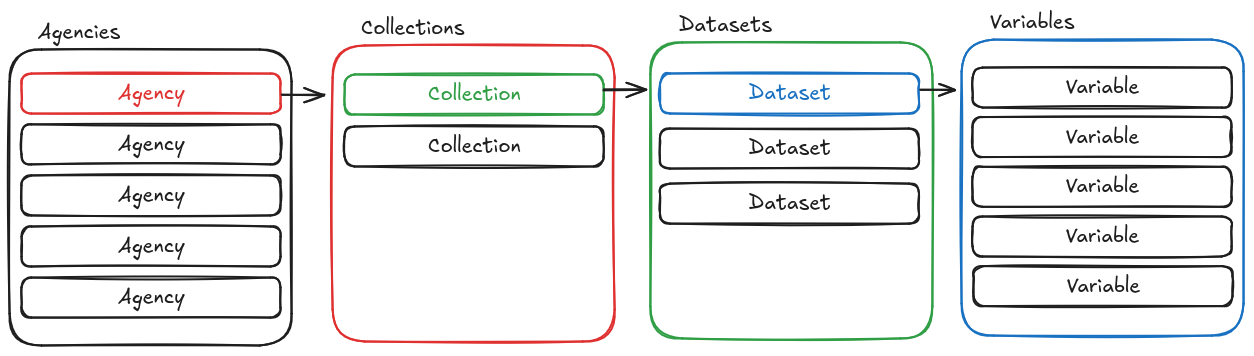 Agencies
Agency
Agency
Agency
Agency
Agency
Collections
Collection
Collection
Datasets
Dataset
Dataset
Dataset
Variables
Variable
Variable
Variable
Variable
Variable